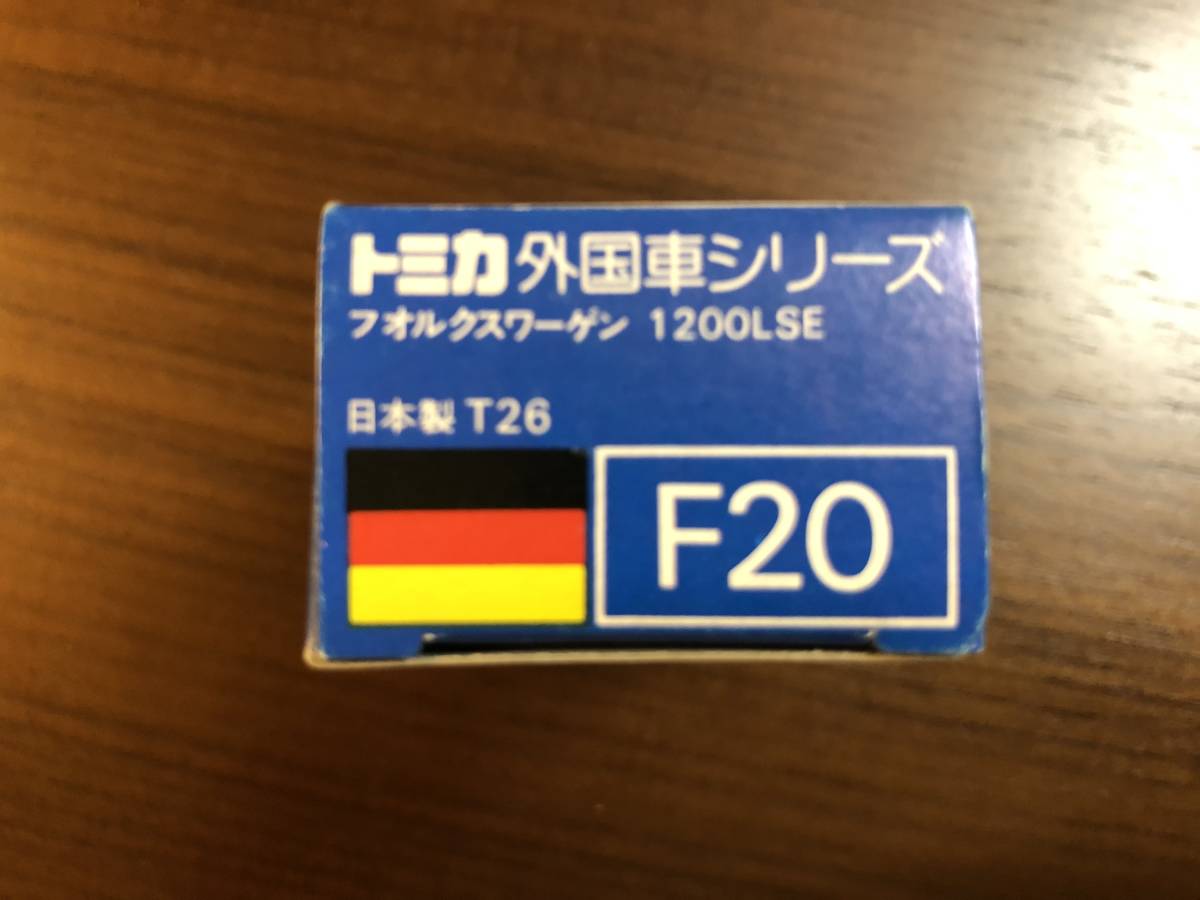 トミカ外国車シリーズ
フオルクスワーゲン 1200LSE
日本製 T26
F20